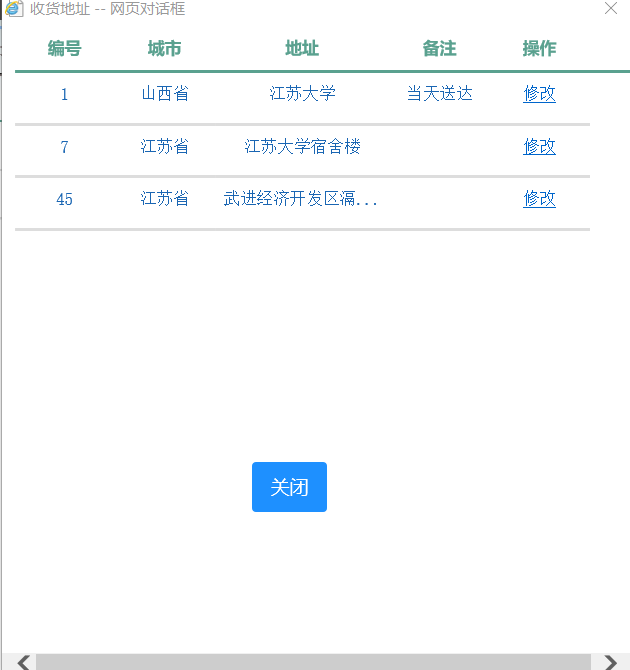 收货地址 -- 网页对话框
编号 城市 地址 备注 操作
1 山西省 江苏大学 当天送达 修改
7 江苏省 江苏大学宿舍楼 修改
45 江苏省 武进经济开发区滆... 修改
关闭